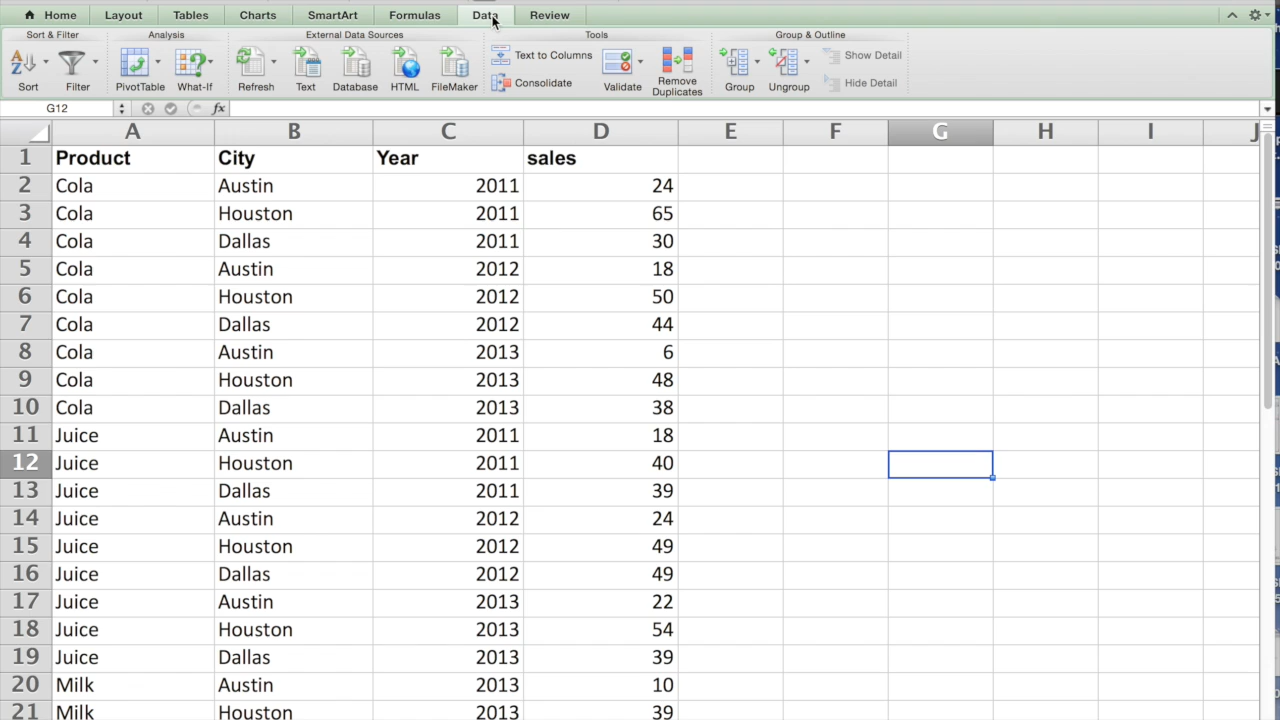 Home Layout Tables Charts SmartArt Formulas Data Review
Sort & Filter Analysis External Data Sources Tools Group & Outline
Text to Columns Show Detail
Consolidate Hide Detail
Sort Filter PivotTable What-If Refresh Text Database HTML FileMaker Validate Remove Duplicates Group Ungroup
G12 fx
A B C D E F G H I J
1 Product City Year sales
2 Cola Austin 2011 24
3 Cola Houston 2011 65
4 Cola Dallas 2011 30
5 Cola Austin 2012 18
6 Cola Houston 2012 50
7 Cola Dallas 2012 44
8 Cola Austin 2013 6
9 Cola Houston 2013 48
10 Cola Dallas 2013 38
11 Juice Austin 2011 18
12 Juice Houston 2011 40
13 Juice Dallas 2011 39
14 Juice Austin 2012 24
15 Juice Houston 2012 49
16 Juice Dallas 2012 49
17 Juice Austin 2013 22
18 Juice Houston 2013 54
19 Juice Dallas 2013 39
20 Milk Austin 2013 10
21 Milk Houston 2013 39